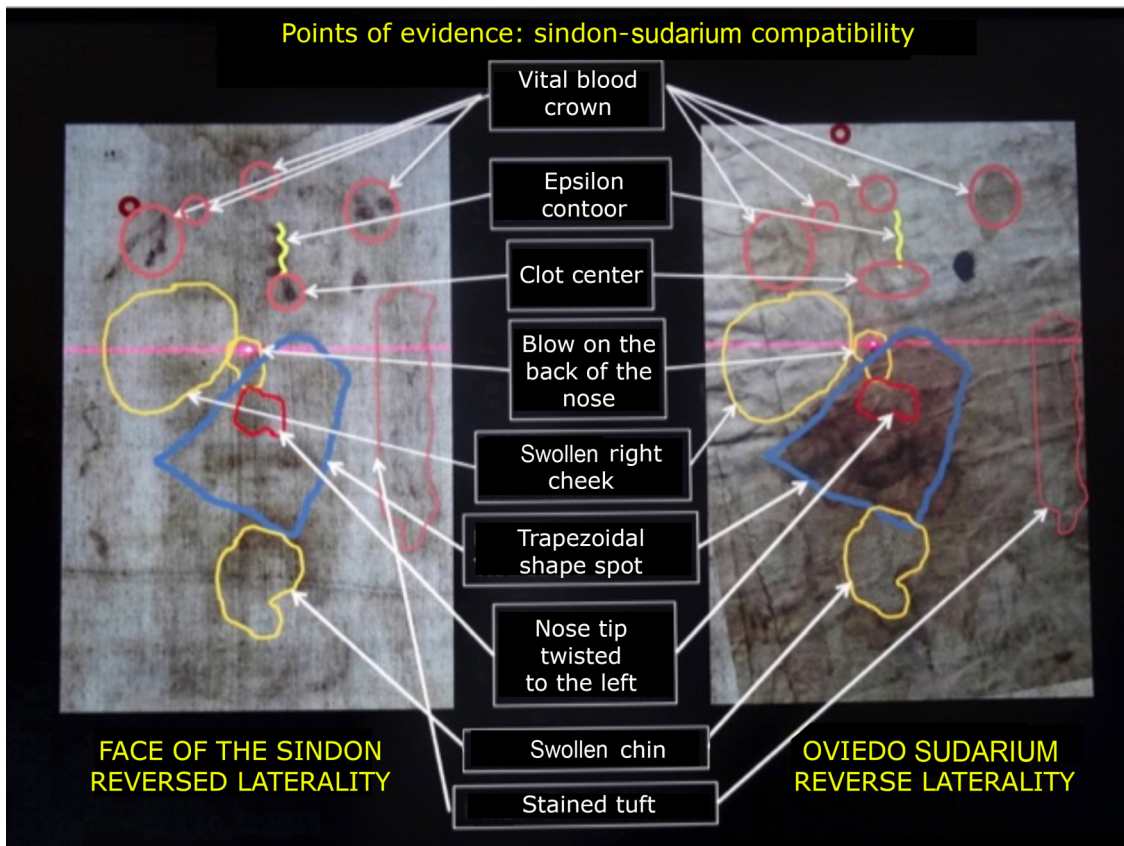 Points of evidence: sindon-sudarium compatibility
Vital blood
crown
Epsilon
contoor
Clot center
Blow on the
back of the
nose
Swollen right
cheek
Trapezoidal
shape spot
Nose tip
twisted
to the left
Swollen chin
Stained tuft
FACE OF THE SINDON
REVERSED LATERALITY
OVIEDO SUDARIUM
REVERSE LATERALITY